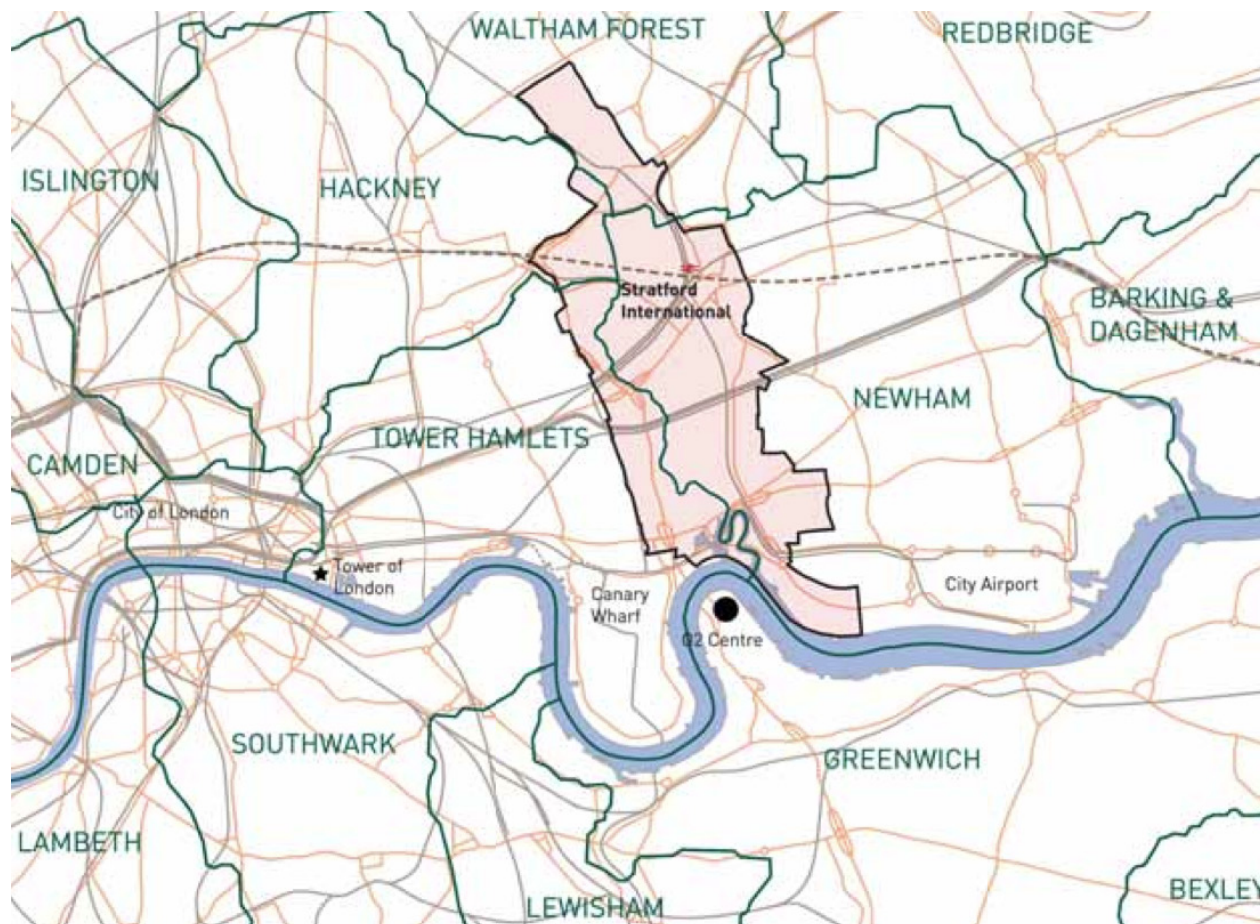 WALTHAM FOREST
REDBRIDGE
ISLINGTON
HACKNEY
Stratford
International
BARKING &
DAGENHAM
NEWHAM
TOWER HAMLETS
CAMDEN
City of London
Tower of
London
Canary
Wharf
City Airport
O2 Centre
SOUTHWARK
GREENWICH
LAMBETH
LEWISHAM
BEXLEY